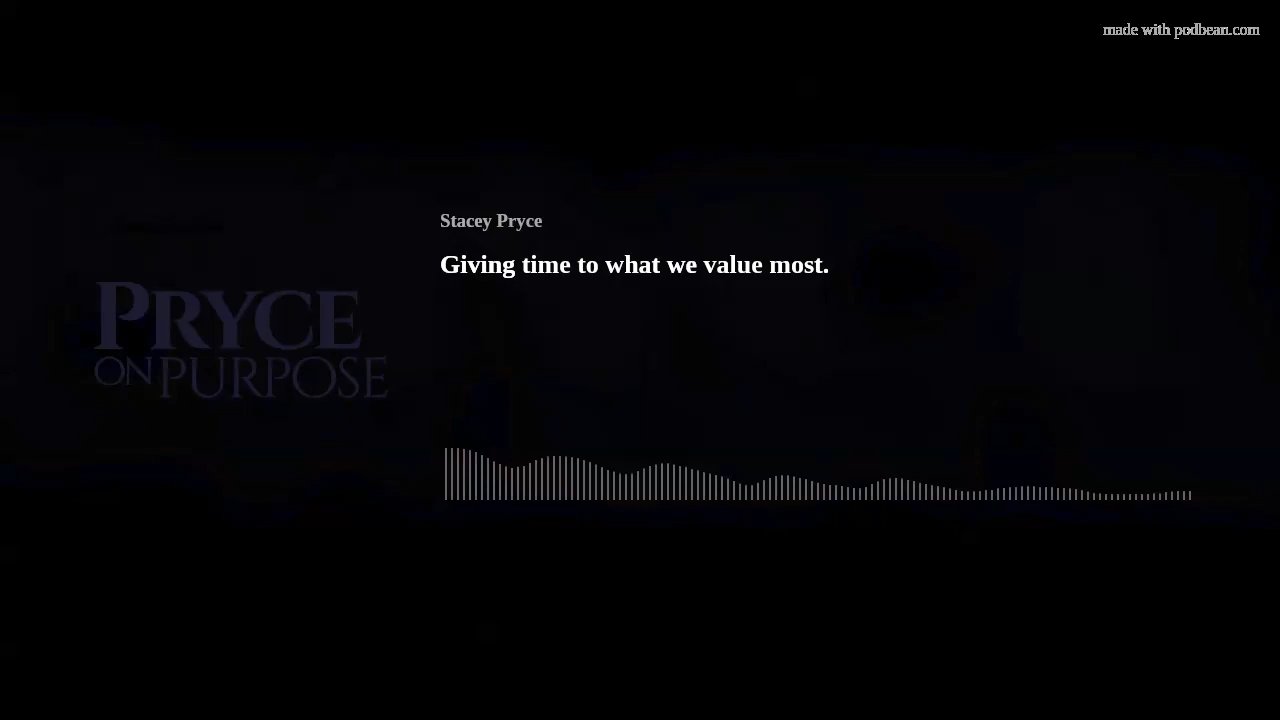 made with podbean.com
Stacey Pryce
Giving time to what we value most.
PRYCE
ON PURPOSE